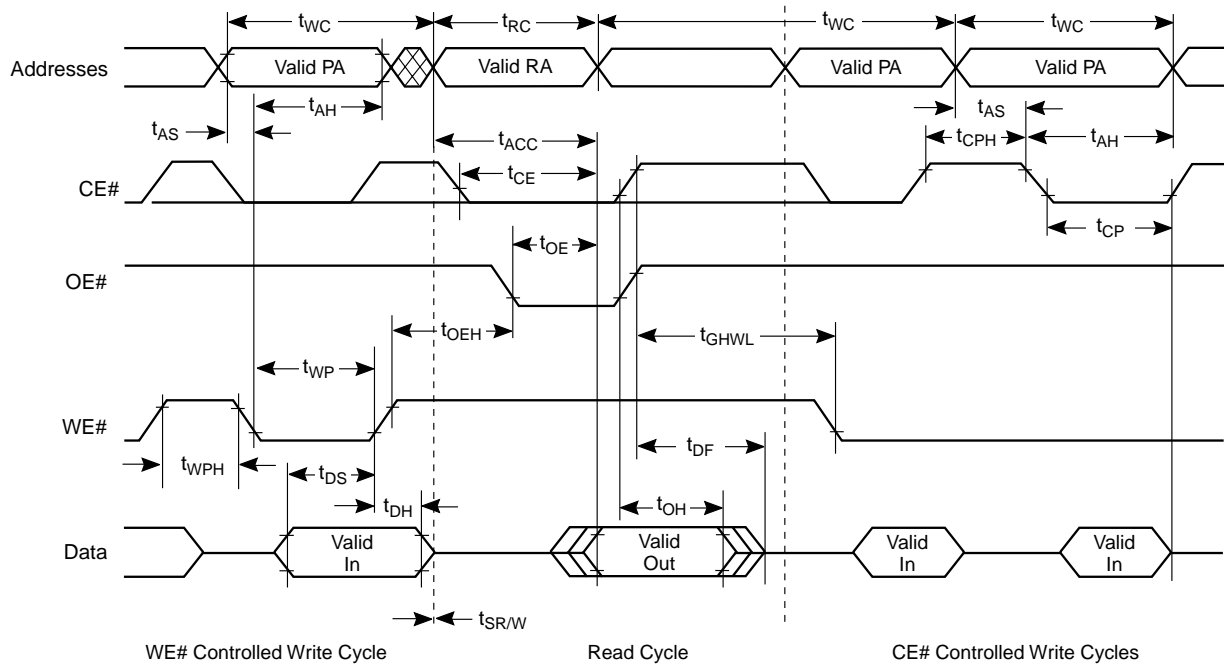 tWC tRC tWC tWC
Addresses Valid PA Valid RA Valid PA Valid PA
tAH tAS
tAS tACC tCPH tAH
CE# tCE
tCP
tOE
OE#
tOEH tGHWL
tWP
WE#
tWPH tDS tDF
tDH tOH
Data Valid In Valid Out Valid In Valid In
tSR/W
WE# Controlled Write Cycle Read Cycle CE# Controlled Write Cycles